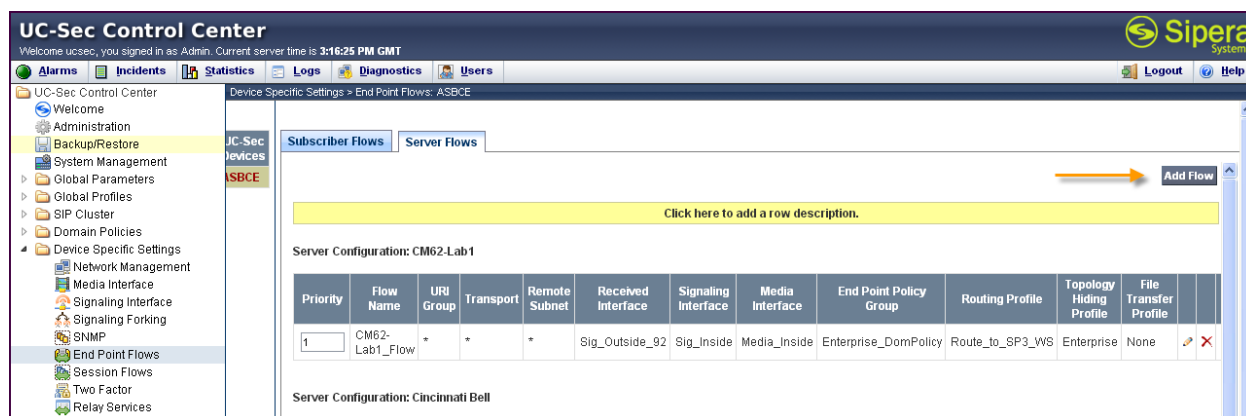 UC-Sec Control Center
Welcome ucsec, you signed in as Admin. Current server time is 3:16:25 PM GMT
Sipera
System
Alarms Incidents Statistics Logs Diagnostics Users Logout Help
UC-Sec Control Center
Welcome
Administration
Backup/Restore
System Management
Global Parameters
Global Profiles
SIP Cluster
Domain Policies
Device Specific Settings
Network Management
Media Interface
Signaling Interface
Signaling Forking
SNMP
End Point Flows
Session Flows
Two Factor
Relay Services
Device Specific Settings > End Point Flows: ASBCE
UC-Sec
Devices
ASBCE
Subscriber Flows Server Flows
Add Flow
Click here to add a row description.
Server Configuration: CM62-Lab1
Priority Flow Name URI Group Transport Remote Subnet Received Interface Signaling Interface Media Interface End Point Policy Group Routing Profile Topology Hiding Profile File Transfer Profile
1 CM62-Lab1_Flow * * * Sig_Outside_92 Sig_Inside Media_Inside Enterprise_DomPolicy Route_to_SP3_WS Enterprise None
Server Configuration: Cincinnati Bell